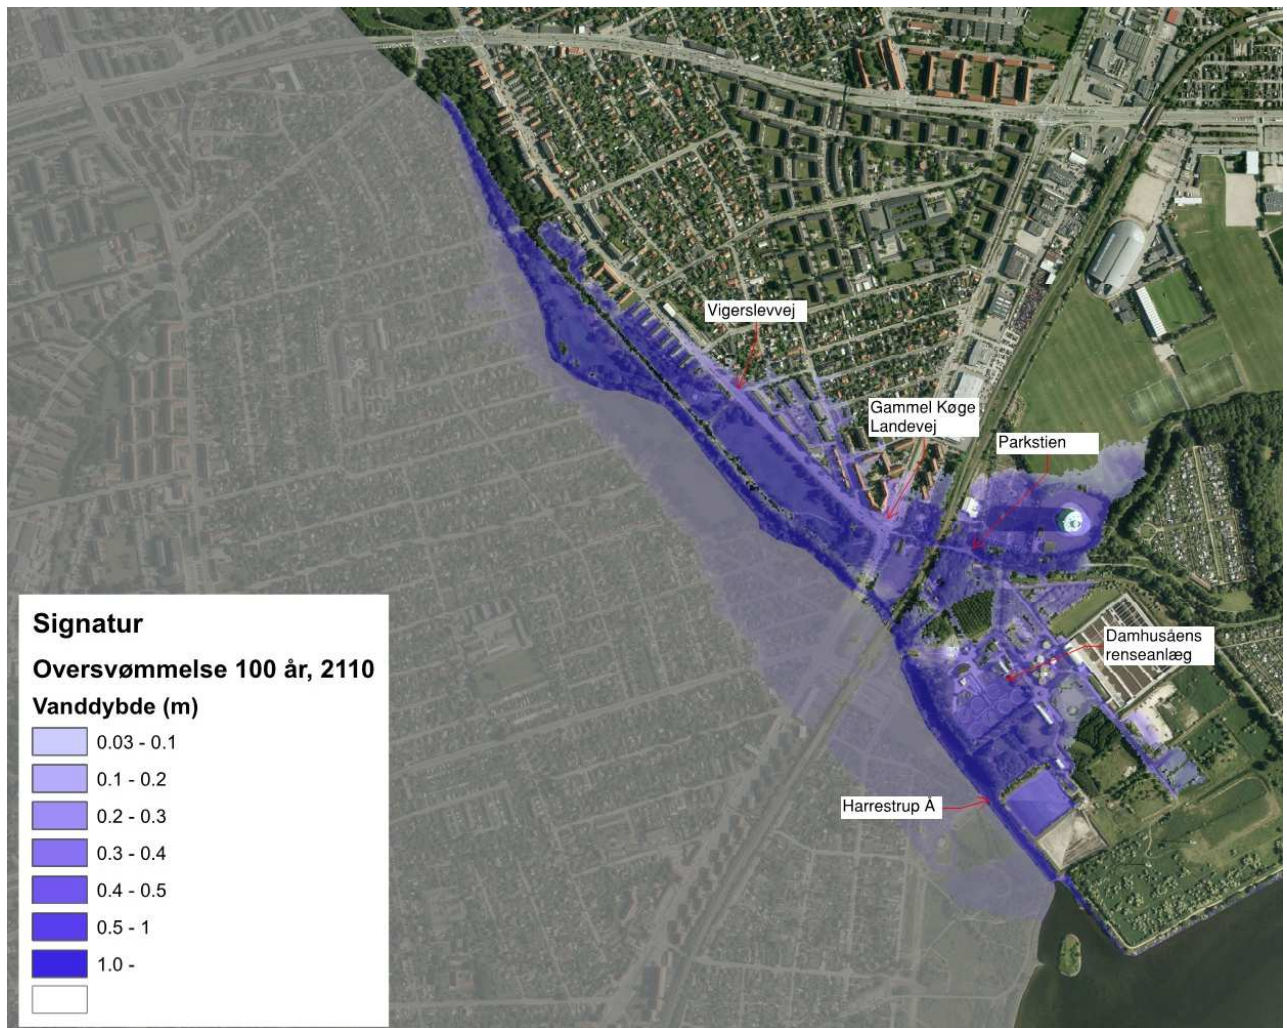 Vigerslevvej
Gammel Køge
Landevej
Parkstien
Damhusåens
renseanlæg
Harrestrup Å
Signatur
Oversvømmelse 100 år, 2110
Vanddybde (m)
0.03 - 0.1
0.1 - 0.2
0.2 - 0.3
0.3 - 0.4
0.4 - 0.5
0.5 - 1
1.0 -